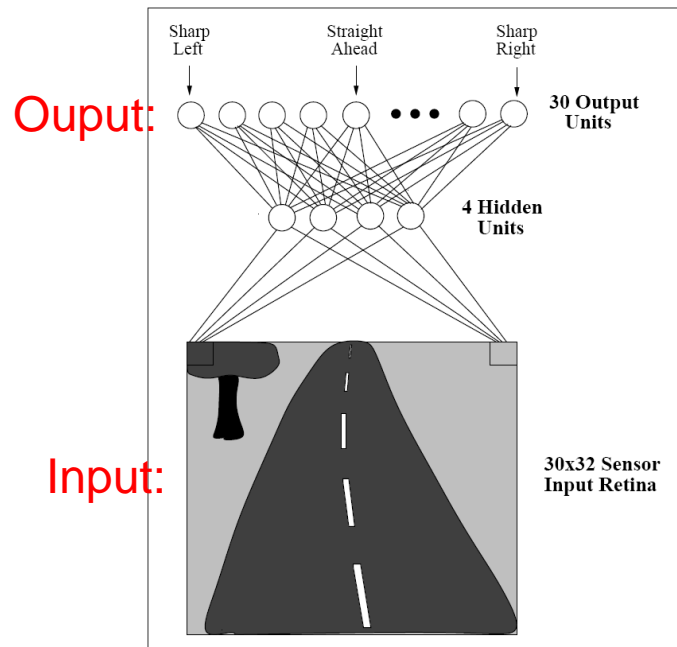 Sharp
Left
Straight
Ahead
Sharp
Right
Ouput:
30 Output
Units
4 Hidden
Units
Input:
30x32 Sensor
Input Retina